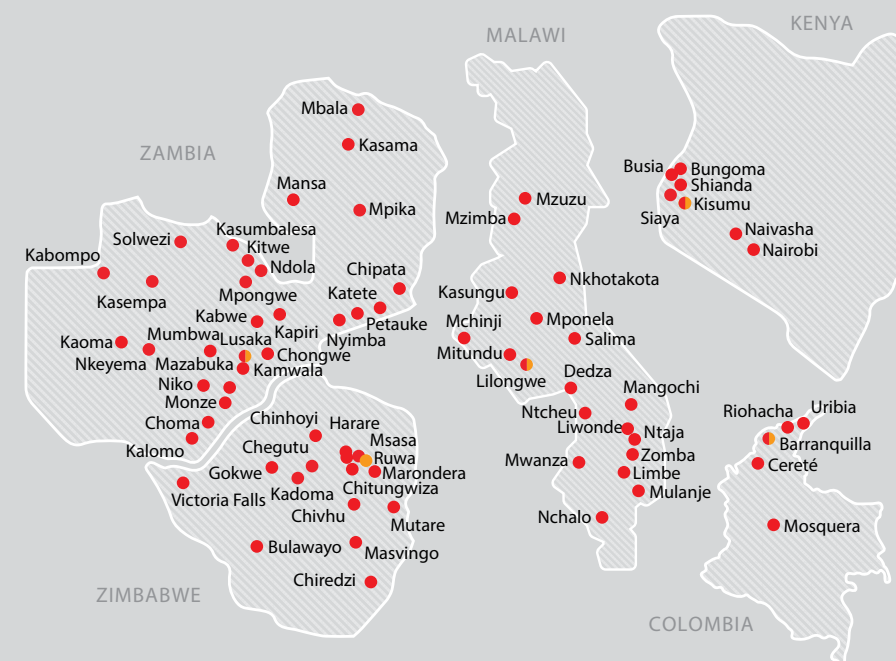 KENYA
MALAWI
ZAMBIA
Mbala
Kasama
Mansa
Mpika
Solwezi
Kasumbalesa
Kitwe
Ndola
Kabompo
Kasempa
Mpongwe
Chipata
Katete
Petauke
Nyimba
Kabwe
Kapiri
Kaoma
Mumbwa
Lusaka
Chongwe
Nkeyema
Mazabuka
Kamwala
Niko
Monze
Choma
Kalomo
Chinhoyi
Harare
Msasa
Chegutu
Ruwa
Gokwe
Marondera
Kadoma
Chitungwiza
Victoria Falls
Chivhu
Mutare
Bulawayo
Masvingo
Chiredzi
ZIMBABWE
Mzuzu
Mzimba
Nkhotakota
Kasungu
Mponela
Mchinji
Salima
Mitundu
Lilongwe
Dedza
Mangochi
Ntcheu
Liwonde
Ntaja
Zomba
Mwanza
Limbe
Mulanje
Nchalo
Busia
Bungoma
Shianda
Kisumu
Siaya
Naivasha
Nairobi
Riohacha
Uribia
Barranquilla
Cereté
Mosquera
COLOMBIA